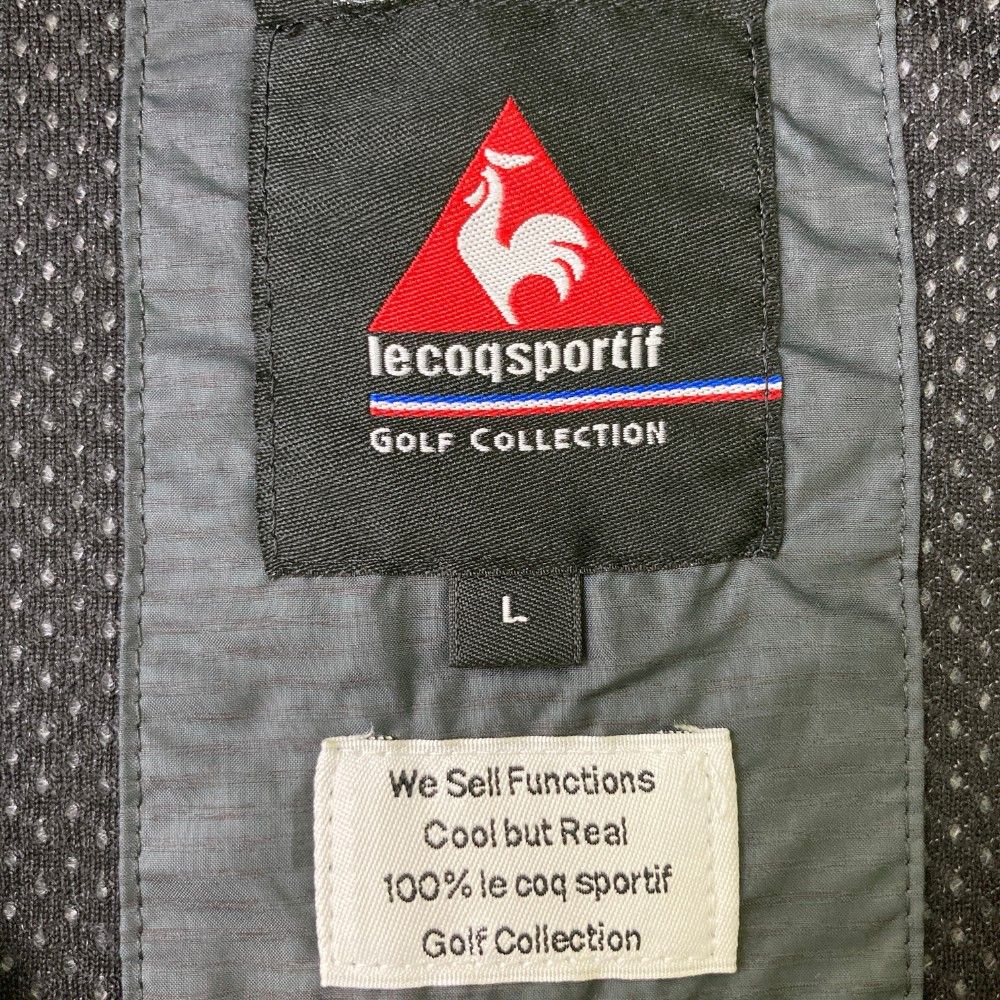 lecoqsportif
GOLF COLLECTION
L
We Sell Functions
Cool but Real
100% le coq sportif
Golf Collection